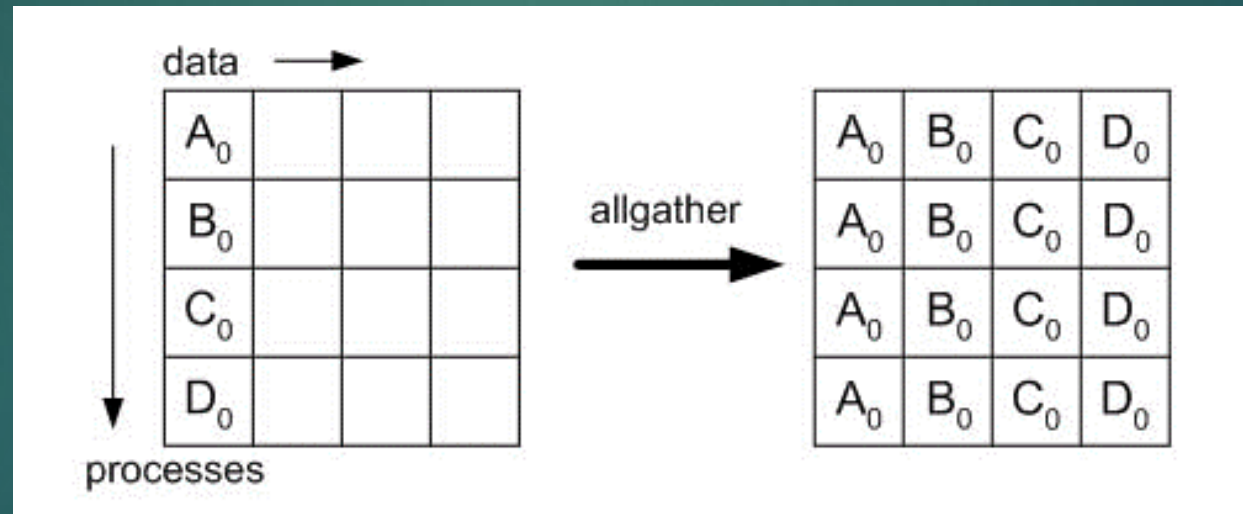 data
A₀
B₀
C₀
D₀
processes
allgather
A₀ B₀ C₀ D₀
A₀ B₀ C₀ D₀
A₀ B₀ C₀ D₀
A₀ B₀ C₀ D₀